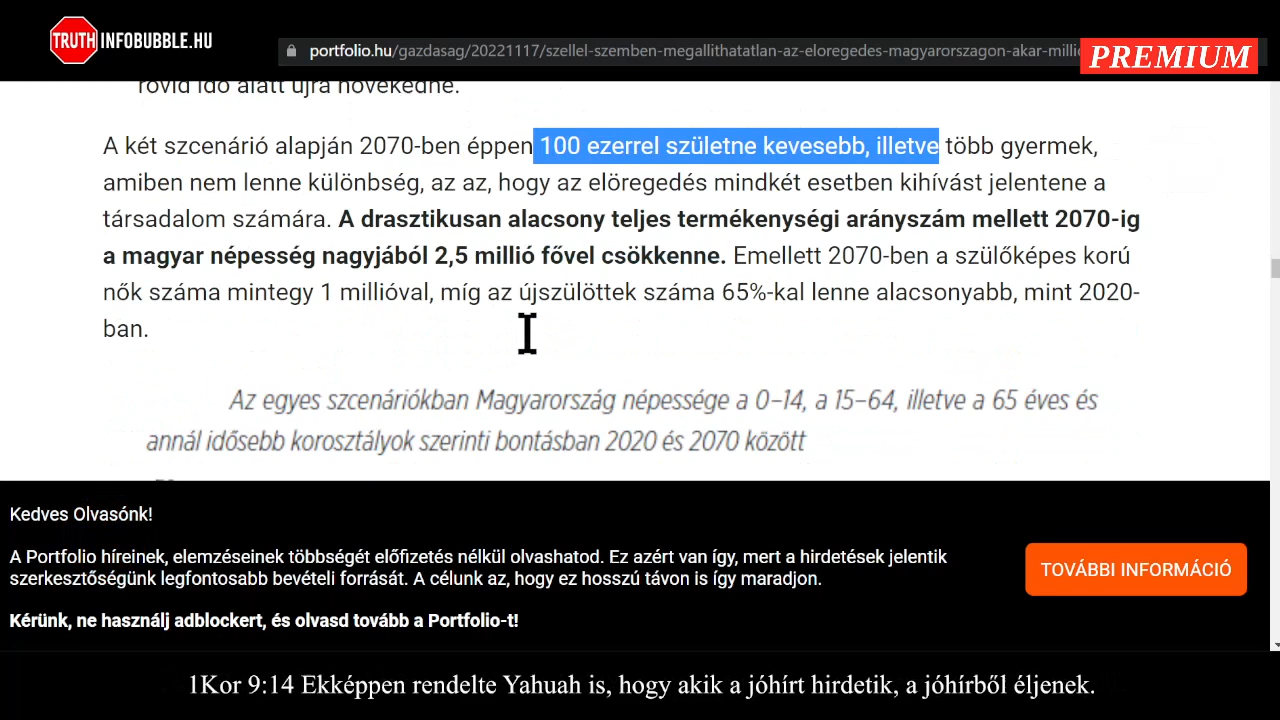 TRUTH INFOBUBBLE.HU
portfolio.hu/gazdasag/20221117/szellel-szemben-megallithatatlan-az-eloregedes-magyarorszagon-akar-milli
PREMIUM
rövid idő alatt újra növekedne.
A két szcenárió alapján 2070-ben éppen 100 ezerrel születne kevesebb, illetve több gyermek,
amiben nem lenne különbség, az az, hogy az elöregedés mindkét esetben kihívást jelentene a
társadalom számára. A drasztikusan alacsony teljes termékenységi arányszám mellett 2070-ig
a magyar népesség nagyjából 2,5 millió fővel csökkenne. Emellett 2070-ben a szülőképes korú
nők száma mintegy 1 millióval, míg az újszülöttek száma 65%-kal lenne alacsonyabb, mint 2020-
ban.
Az egyes szcenáriókban Magyarország népessége a 0–14, a 15–64, illetve a 65 éves és
annál idősebb korosztályok szerinti bontásban 2020 és 2070 között
Kedves Olvasónk!
A Portfolio híreinek, elemzéseinek többségét előfizetés nélkül olvashatod. Ez azért van így, mert a hirdetések jelentik
szerkesztőségünk legfontosabb bevételi forrását. A célunk az, hogy ez hosszú távon is így maradjon.
TOVÁBBI INFORMÁCIÓ
Kérünk, ne használj adblockert, és olvasd tovább a Portfolio-t!
1Kor 9:14 Ekképpen rendelte Yahuah is, hogy akik a jóhírt hirdetik, a jóhírből éljenek.